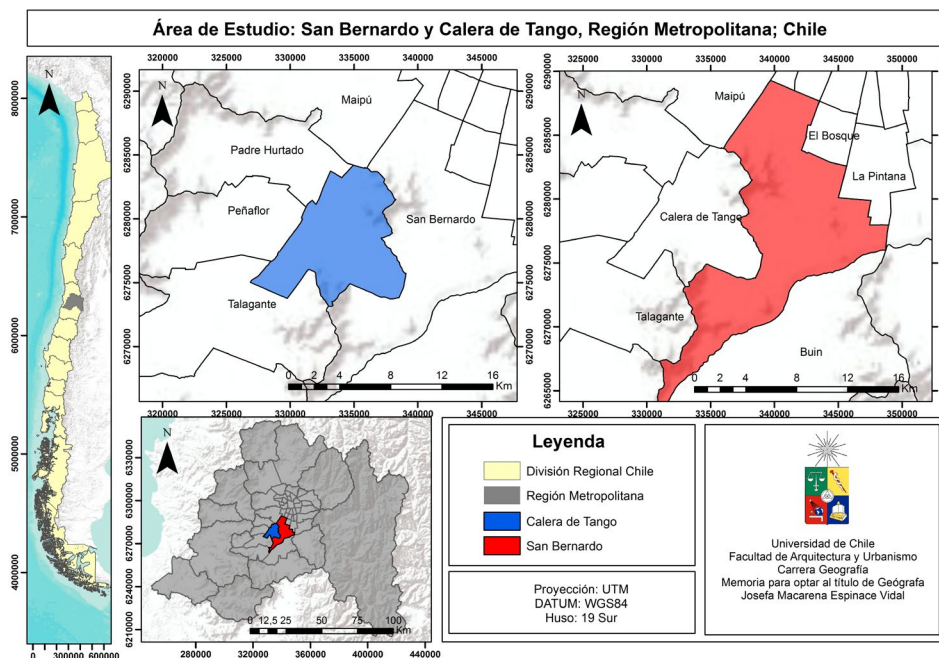 Área de Estudio: San Bernardo y Calera de Tango, Región Metropolitana; Chile
N
8000000
7000000
6000000
5000000
4000000
0 300000 600000
320000 325000 330000 335000 340000 345000
6290000
6285000
6280000
6275000
6270000
N
Maipú
Padre Hurtado
Peñaflor
San Bernardo
Talagante
0 2 4 8 12 16
Km
320000 325000 330000 335000 340000 345000
325000 330000 335000 340000 345000 350000
6290000
6285000
6280000
6275000
6270000
6265000
N
Maipú
El Bosque
La Pintana
Calera de Tango
Talagante
Buin
0 2 4 8 12 16
Km
325000 330000 335000 340000 345000 350000
N
6330000
6300000
6270000
6240000
6210000
0 12,5 25 50 75 100
Km
280000 320000 360000 400000 440000
Leyenda
División Regional Chile
Región Metropolitana
Calera de Tango
San Bernardo
Proyección: UTM
DATUM: WGS84
Huso: 19 Sur
Universidad de Chile
Facultad de Arquitectura y Urbanismo
Carrera Geografía
Memoria para optar al título de Geógrafa
Josefa Macarena Espinace Vidal